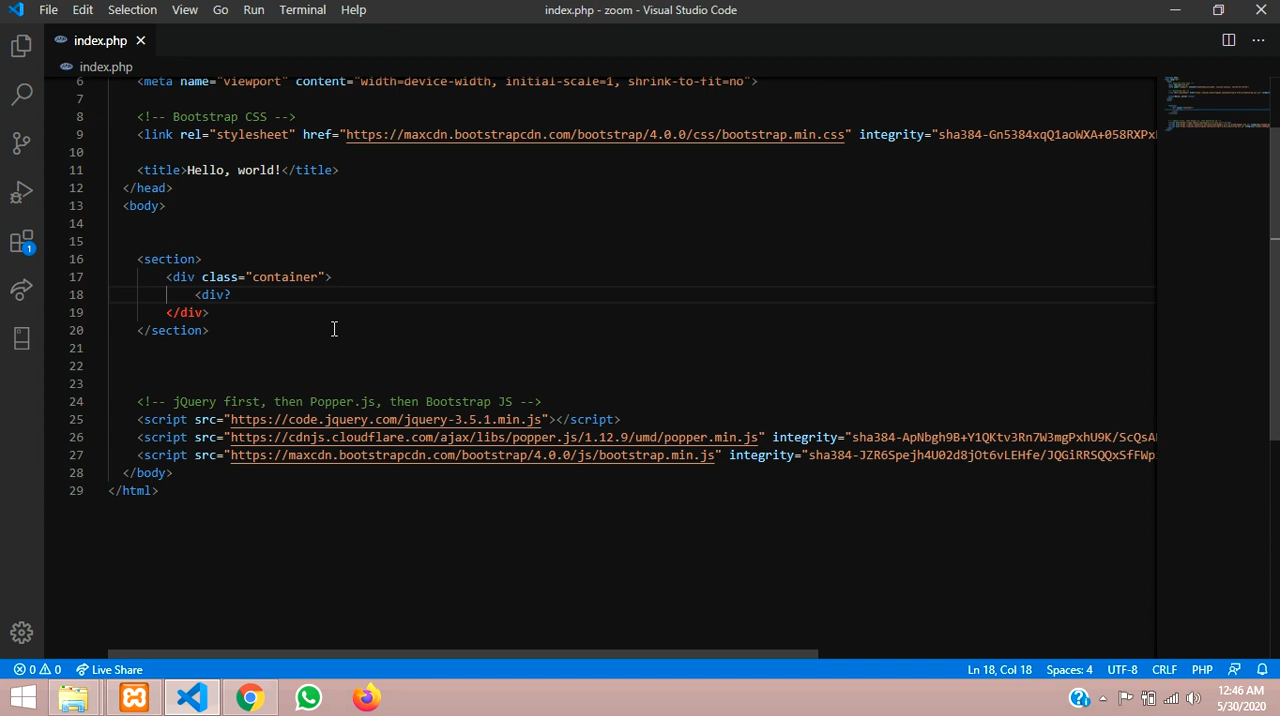 File Edit Selection View Go Run Terminal Help index.php - zoom - Visual Studio Code
index.php
index.php
6 <meta name="viewport" content="width=device-width, initial-scale=1, shrink-to-fit=no">
7
8 <!-- Bootstrap CSS -->
9 <link rel="stylesheet" href="https://maxcdn.bootstrapcdn.com/bootstrap/4.0.0/css/bootstrap.min.css" integrity="sha384-Gn5384xqQ1aoWXA+058RXPx
10
11 <title>Hello, world!</title>
12 </head>
13 <body>
14
15
16 <section>
17 <div class="container">
18 <div?
19 </div>
20 </section>
21
22
23
24 <!-- jQuery first, then Popper.js, then Bootstrap JS -->
25 <script src="https://code.jquery.com/jquery-3.5.1.min.js"></script>
26 <script src="https://cdnjs.cloudflare.com/ajax/libs/popper.js/1.12.9/umd/popper.min.js" integrity="sha384-ApNbgh9B+Y1QKtv3Rn7W3mgPxhU9K/ScQsA
27 <script src="https://maxcdn.bootstrapcdn.com/bootstrap/4.0.0/js/bootstrap.min.js" integrity="sha384-JZR6Spejh4U02d8jOt6vLEHfe/JQGiRRSQQxSfFWp
28 </body>
29 </html>
1
0 0 Live Share Ln 18, Col 18 Spaces: 4 UTF-8 CRLF PHP
12:46 AM
5/30/2020